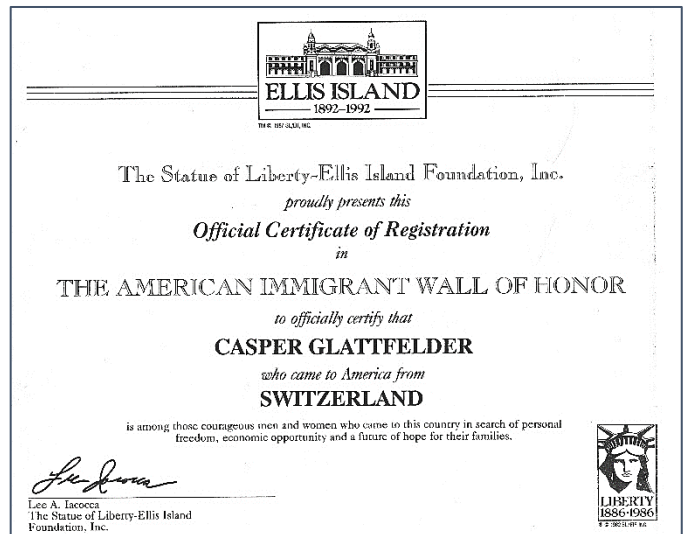 ELLIS ISLAND
1892–1992
The Statue of Liberty-Ellis Island Foundation, Inc.
proudly presents this
Official Certificate of Registration
in
THE AMERICAN IMMIGRANT WALL OF HONOR
to officially certify that
CASPER GLATTFELDER
who came to America from
SWITZERLAND
is among those courageous men and women who came to this country in search of personal
freedom, economic opportunity and a future of hope for their families.
Lee A. Iacocca
The Statue of Liberty-Ellis Island
Foundation, Inc.
LIBERTY
1886·1986